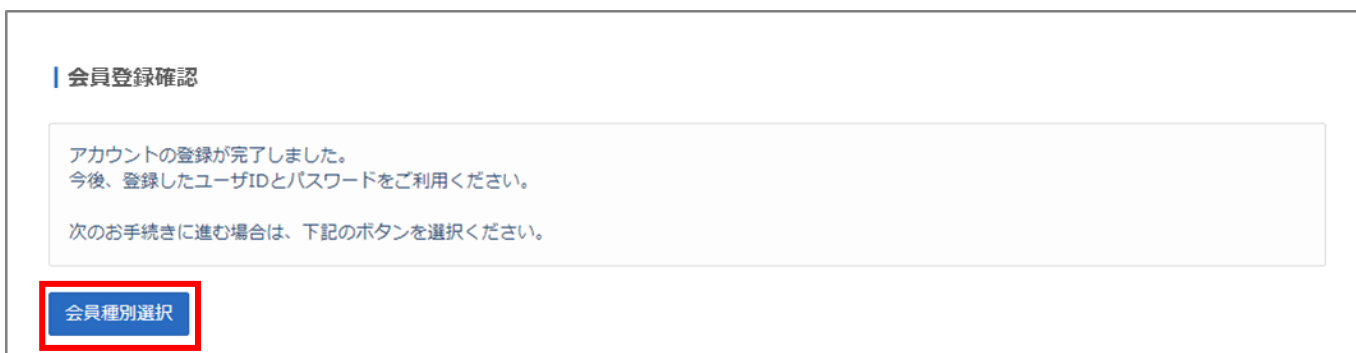 会員登録確認
アカウントの登録が完了しました。
今後、登録したユーザIDとパスワードをご利用ください。
次のお手続きに進む場合は、下記のボタンを選択ください。
会員種別選択